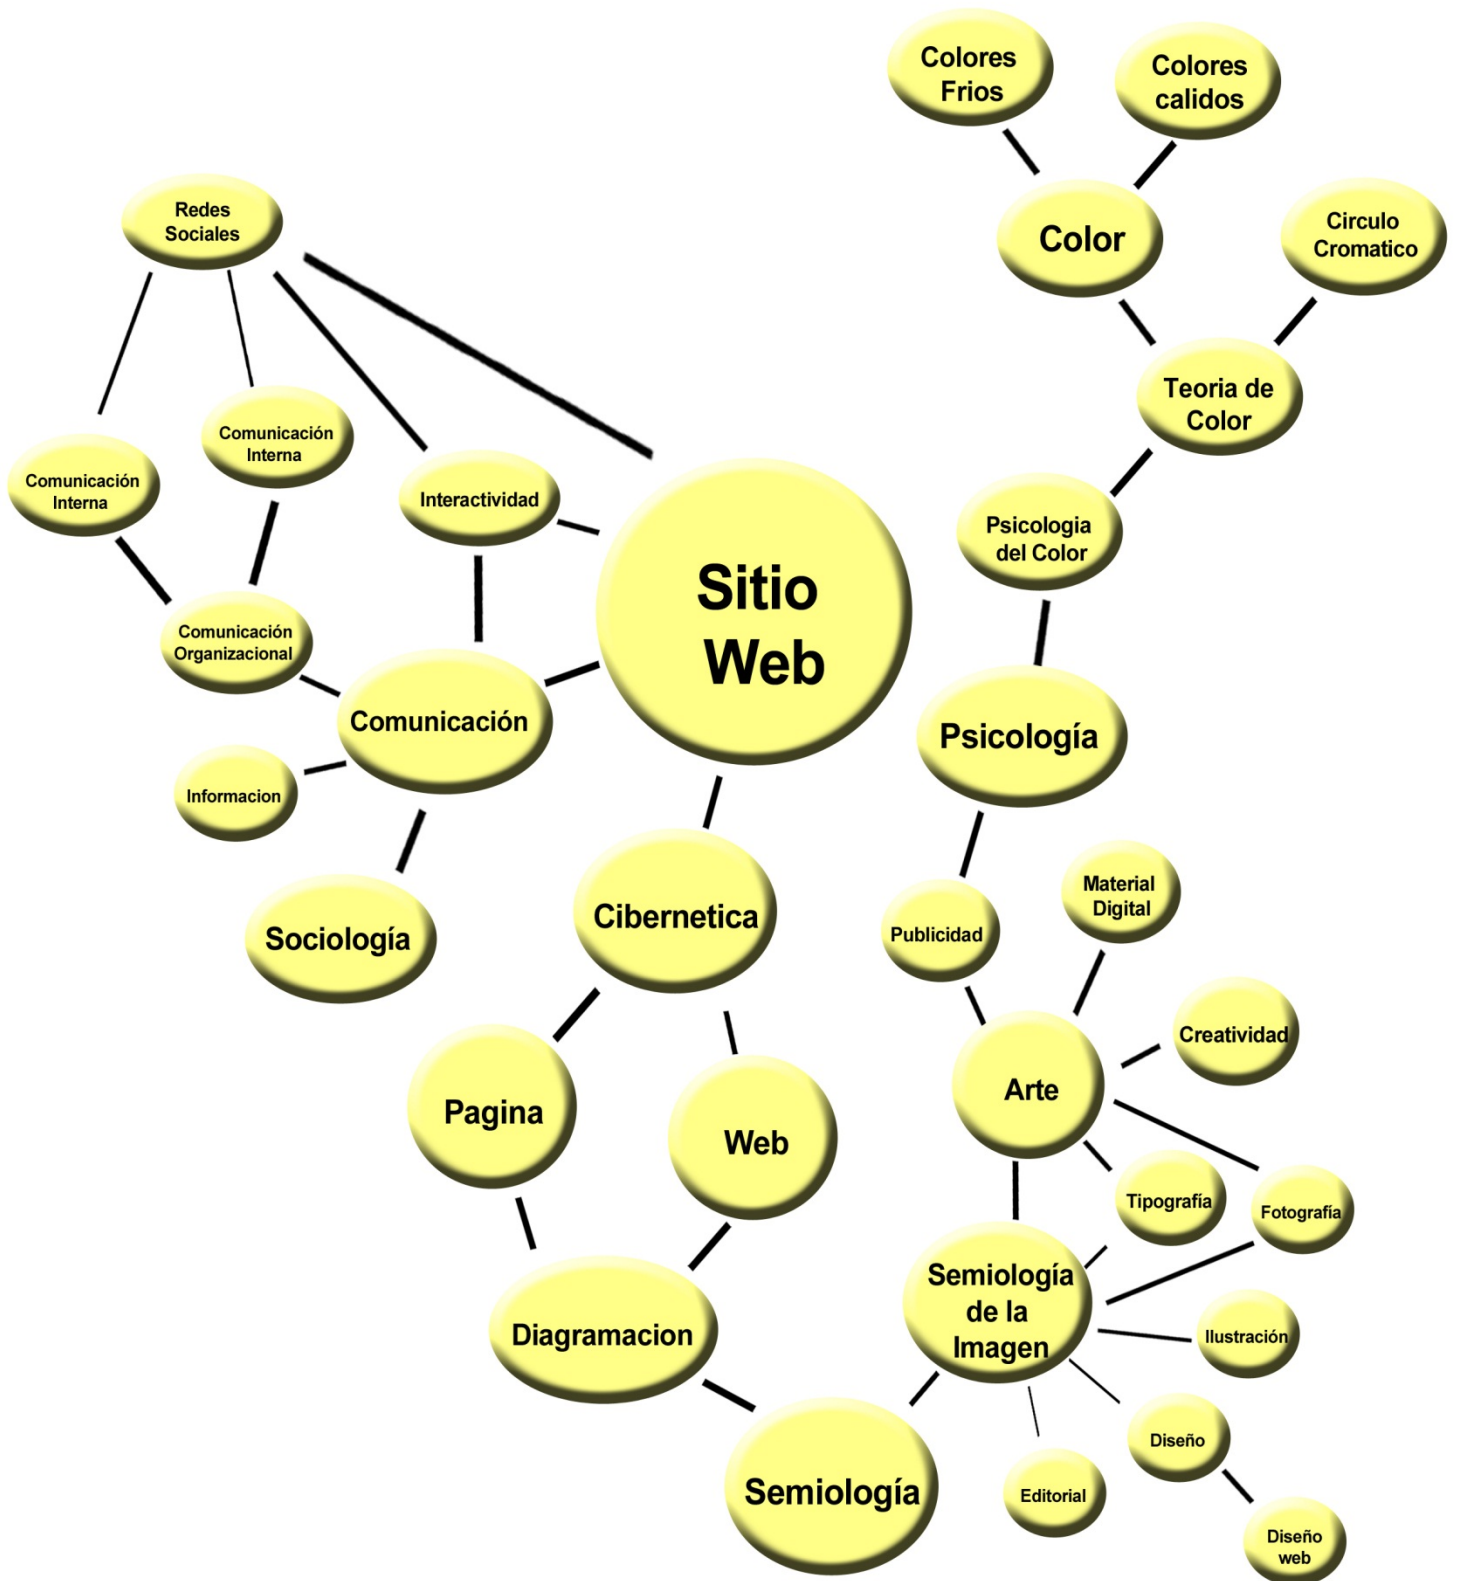 Colores
Frios
Colores
calidos
Redes
Sociales
Color
Circulo
Cromatico
Teoria de
Color
Comunicación
Interna
Comunicación
Interna
Interactividad
Psicologia
del Color
Sitio
Web
Comunicación
Organizacional
Comunicación
Psicología
Informacion
Sociología
Cibernetica
Publicidad
Material
Digital
Creatividad
Arte
Pagina
Web
Tipografía
Fotografía
Semiología
de la
Imagen
Diagramacion
Ilustración
Diseño
Semiología
Editorial
Diseño
web